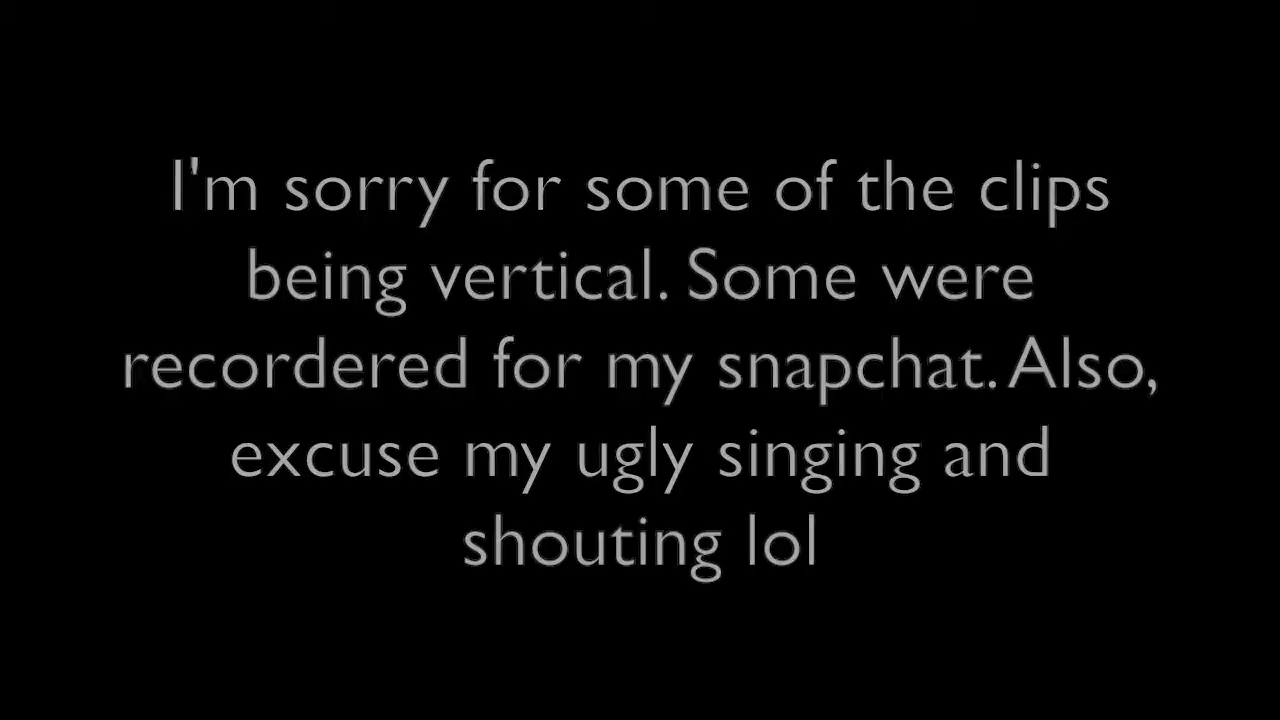 I'm sorry for some of the clips
being vertical. Some were
recordered for my snapchat. Also,
excuse my ugly singing and
shouting lol